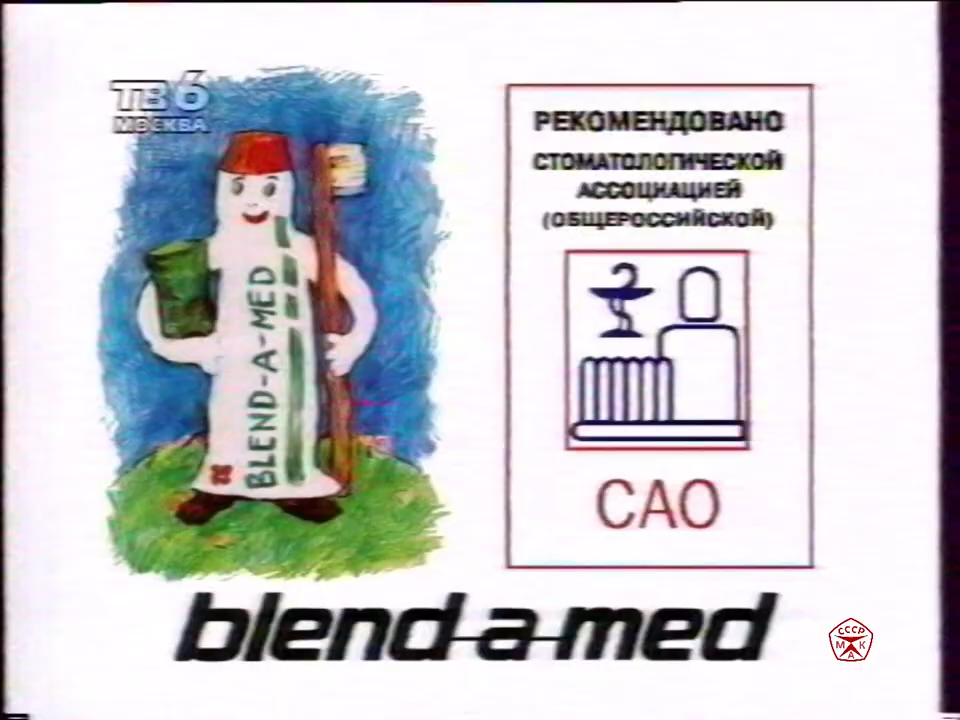 ТВ6
МОСКВА
BLEND-A-MED
РЕКОМЕНДОВАНО
СТОМАТОЛОГИЧЕСКОЙ
АССОЦИАЦИЕЙ
(ОБЩЕРОССИЙСКОЙ)
САО
blend-a-med
СССР
М К
А